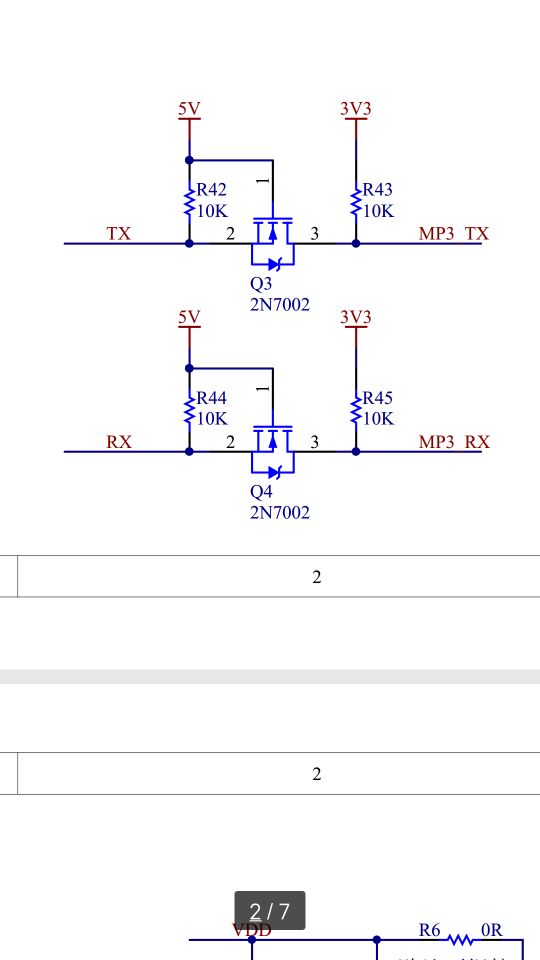 5V
3V3
1
R42
10K
R43
10K
TX
2
3
MP3_TX
Q3
2N7002
5V
3V3
1
R44
10K
R45
10K
RX
2
3
MP3_RX
Q4
2N7002
2
2
2 / 7
VDD
R6
0R